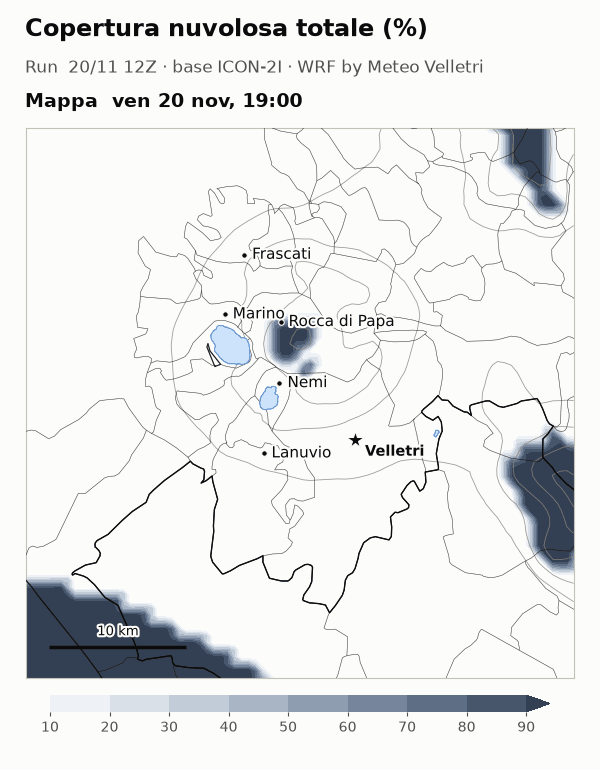 Copertura nuvolosa totale (%)
Run  20/11 12Z · base ICON-2I · WRF by Meteo Velletri
Mappa  ven 20 nov, 19:00
Frascati
Marino
Rocca di Papa
Nemi
Velletri
Lanuvio
10 km
10 20 30 40 50 60 70 80 90